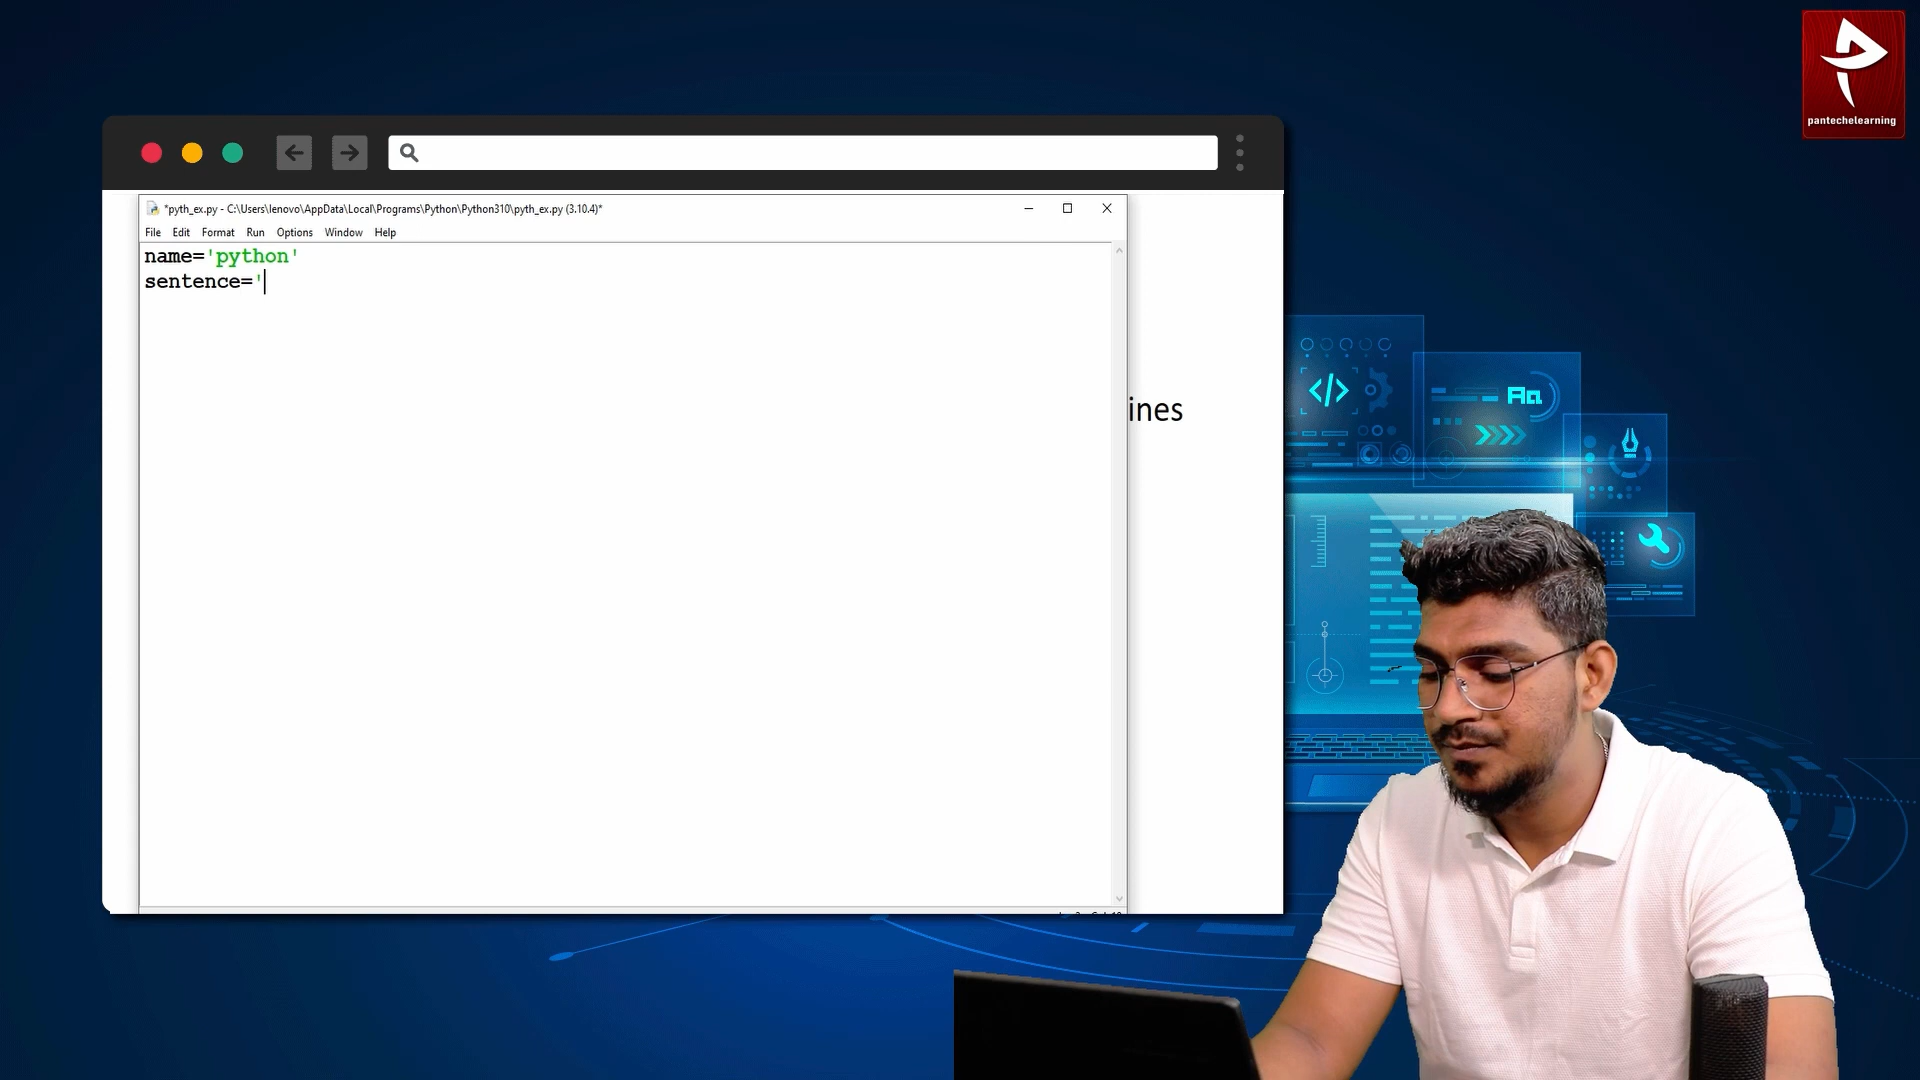 pantechelearning
*pyth_ex.py - C:\Users\lenovo\AppData\Local\Programs\Python\Python310\pyth_ex.py (3.10.4)*
File Edit Format Run Options Window Help
name='python'
sentence='
ines
</>
Aa